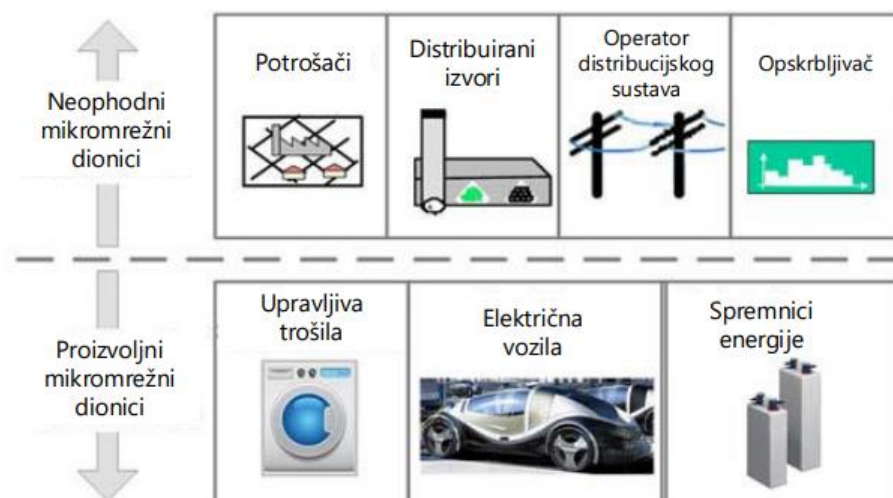 Neophodni
mikromrežni
dionici
Potrošači
Distribuirani
izvori
Operator
distribucijskog
sustava
Opskrbljivač
Proizvoljni
mikromrežni
dionici
Upravljiva
trošila
Električna
vozila
Spremnici
energije